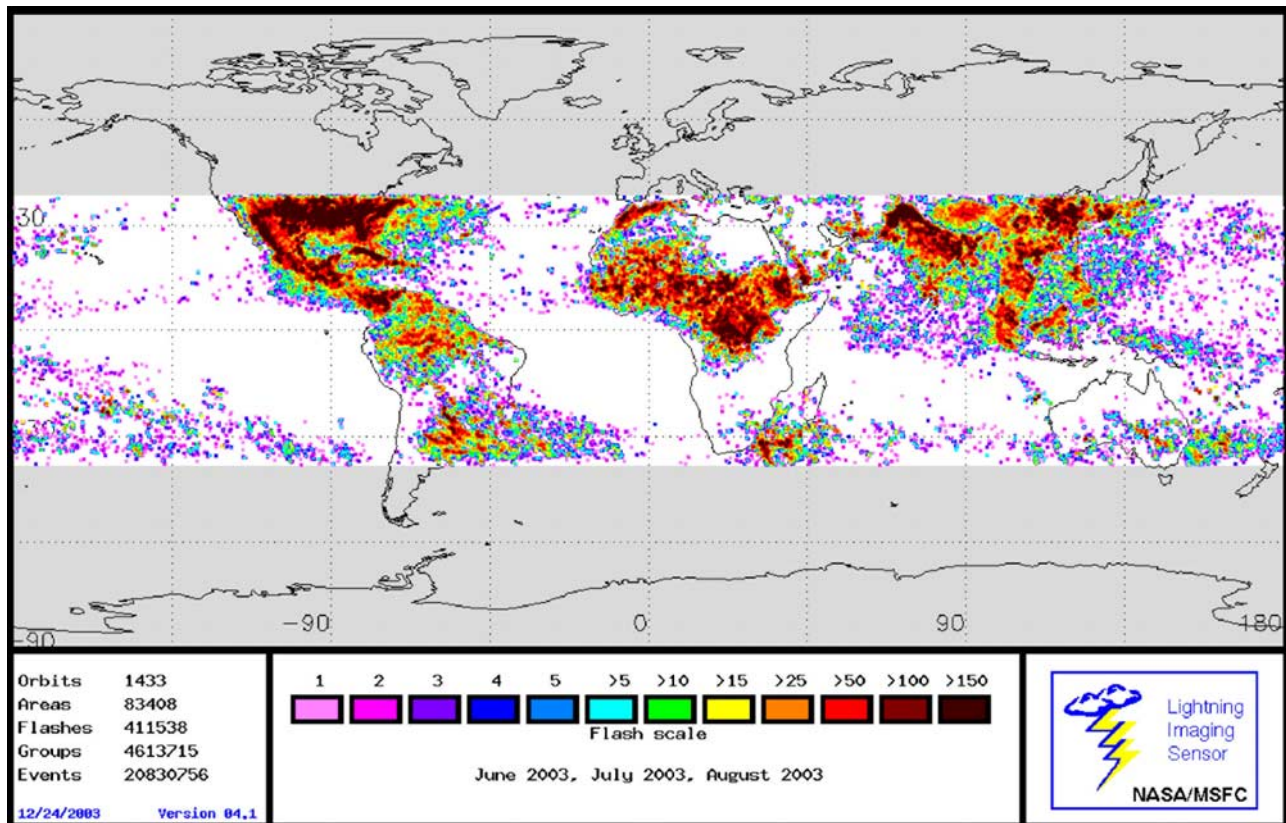 30
-30
-90
-90
0
90
180
Orbits 1433
Areas 83408
Flashes 411538
Groups 4613715
Events 20830756
12/24/2003 Version 04.1
1 2 3 4 5 >5 >10 >15 >25 >50 >100 >150
Flash scale
June 2003, July 2003, August 2003
Lightning
Imaging
Sensor
NASA/MSFC